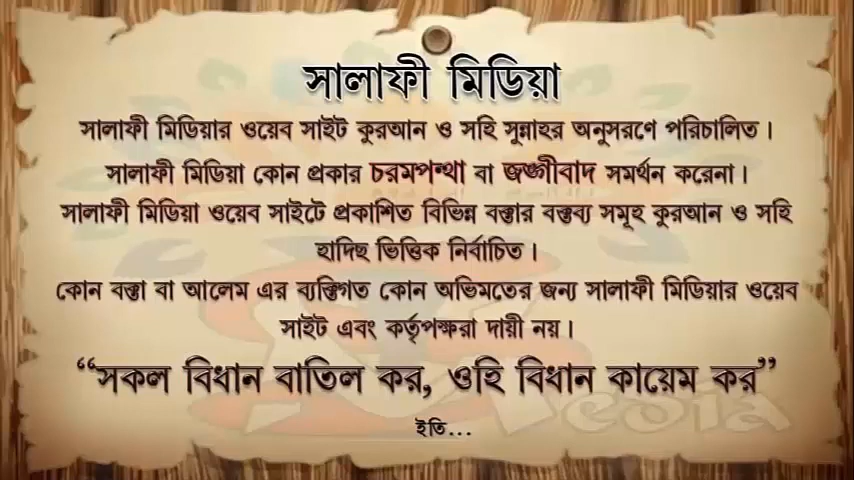 সালাফী মিডিয়া
সালাফী মিডিয়ার ওয়েব সাইট কুরআন ও সহি সুন্নাহর অনুসরণে পরিচালিত।
সালাফী মিডিয়া কোন প্রকার চরমপন্থা বা জঙ্গীবাদ সমর্থন করেনা।
সালাফী মিডিয়া ওয়েব সাইটে প্রকাশিত বিভিন্ন বক্তার বক্তব্য সমূহ কুরআন ও সহি
হাদিছ ভিত্তিক নির্বাচিত।
কোন বক্তা বা আলেম এর ব্যক্তিগত কোন অভিমতের জন্য সালাফী মিডিয়ার ওয়েব
সাইট এবং কর্তৃপক্ষরা দায়ী নয়।
“সকল বিধান বাতিল কর, ওহি বিধান কায়েম কর”
ইতি...